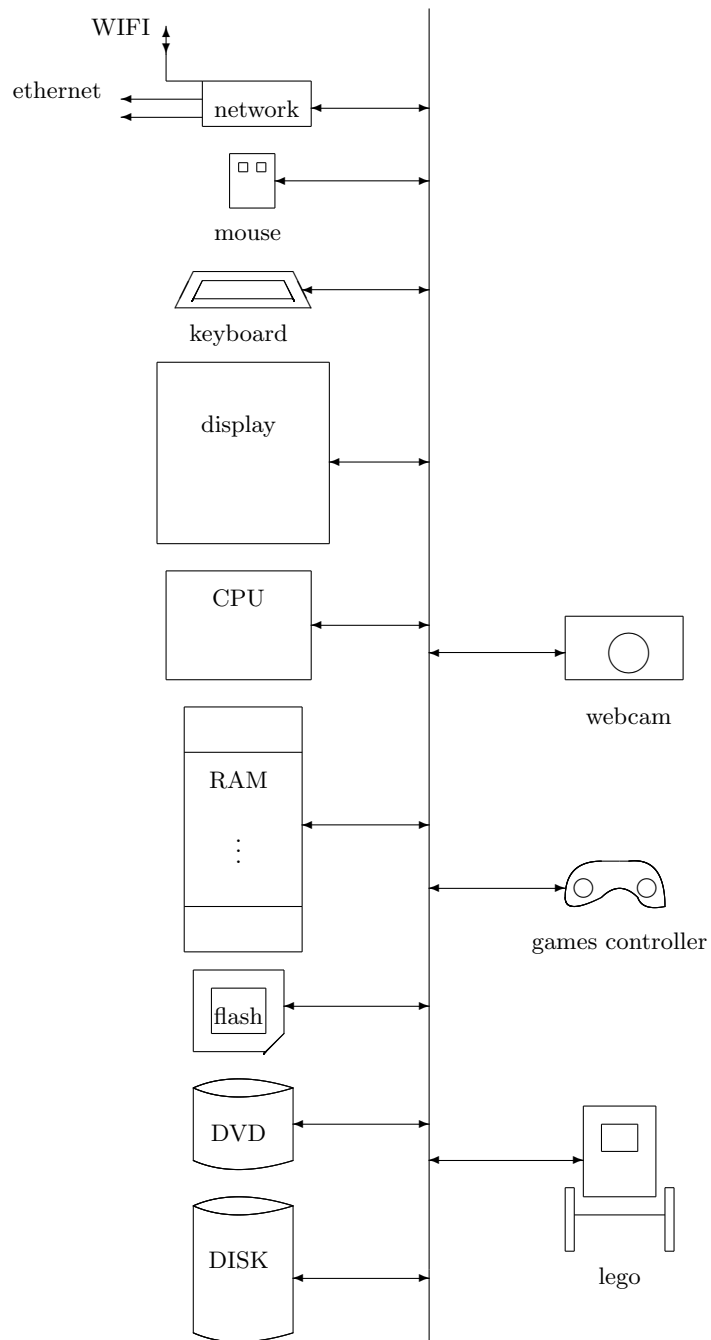 WIFI
ethernet
network
mouse
keyboard
display
CPU
webcam
RAM
games controller
flash
DVD
DISK
lego